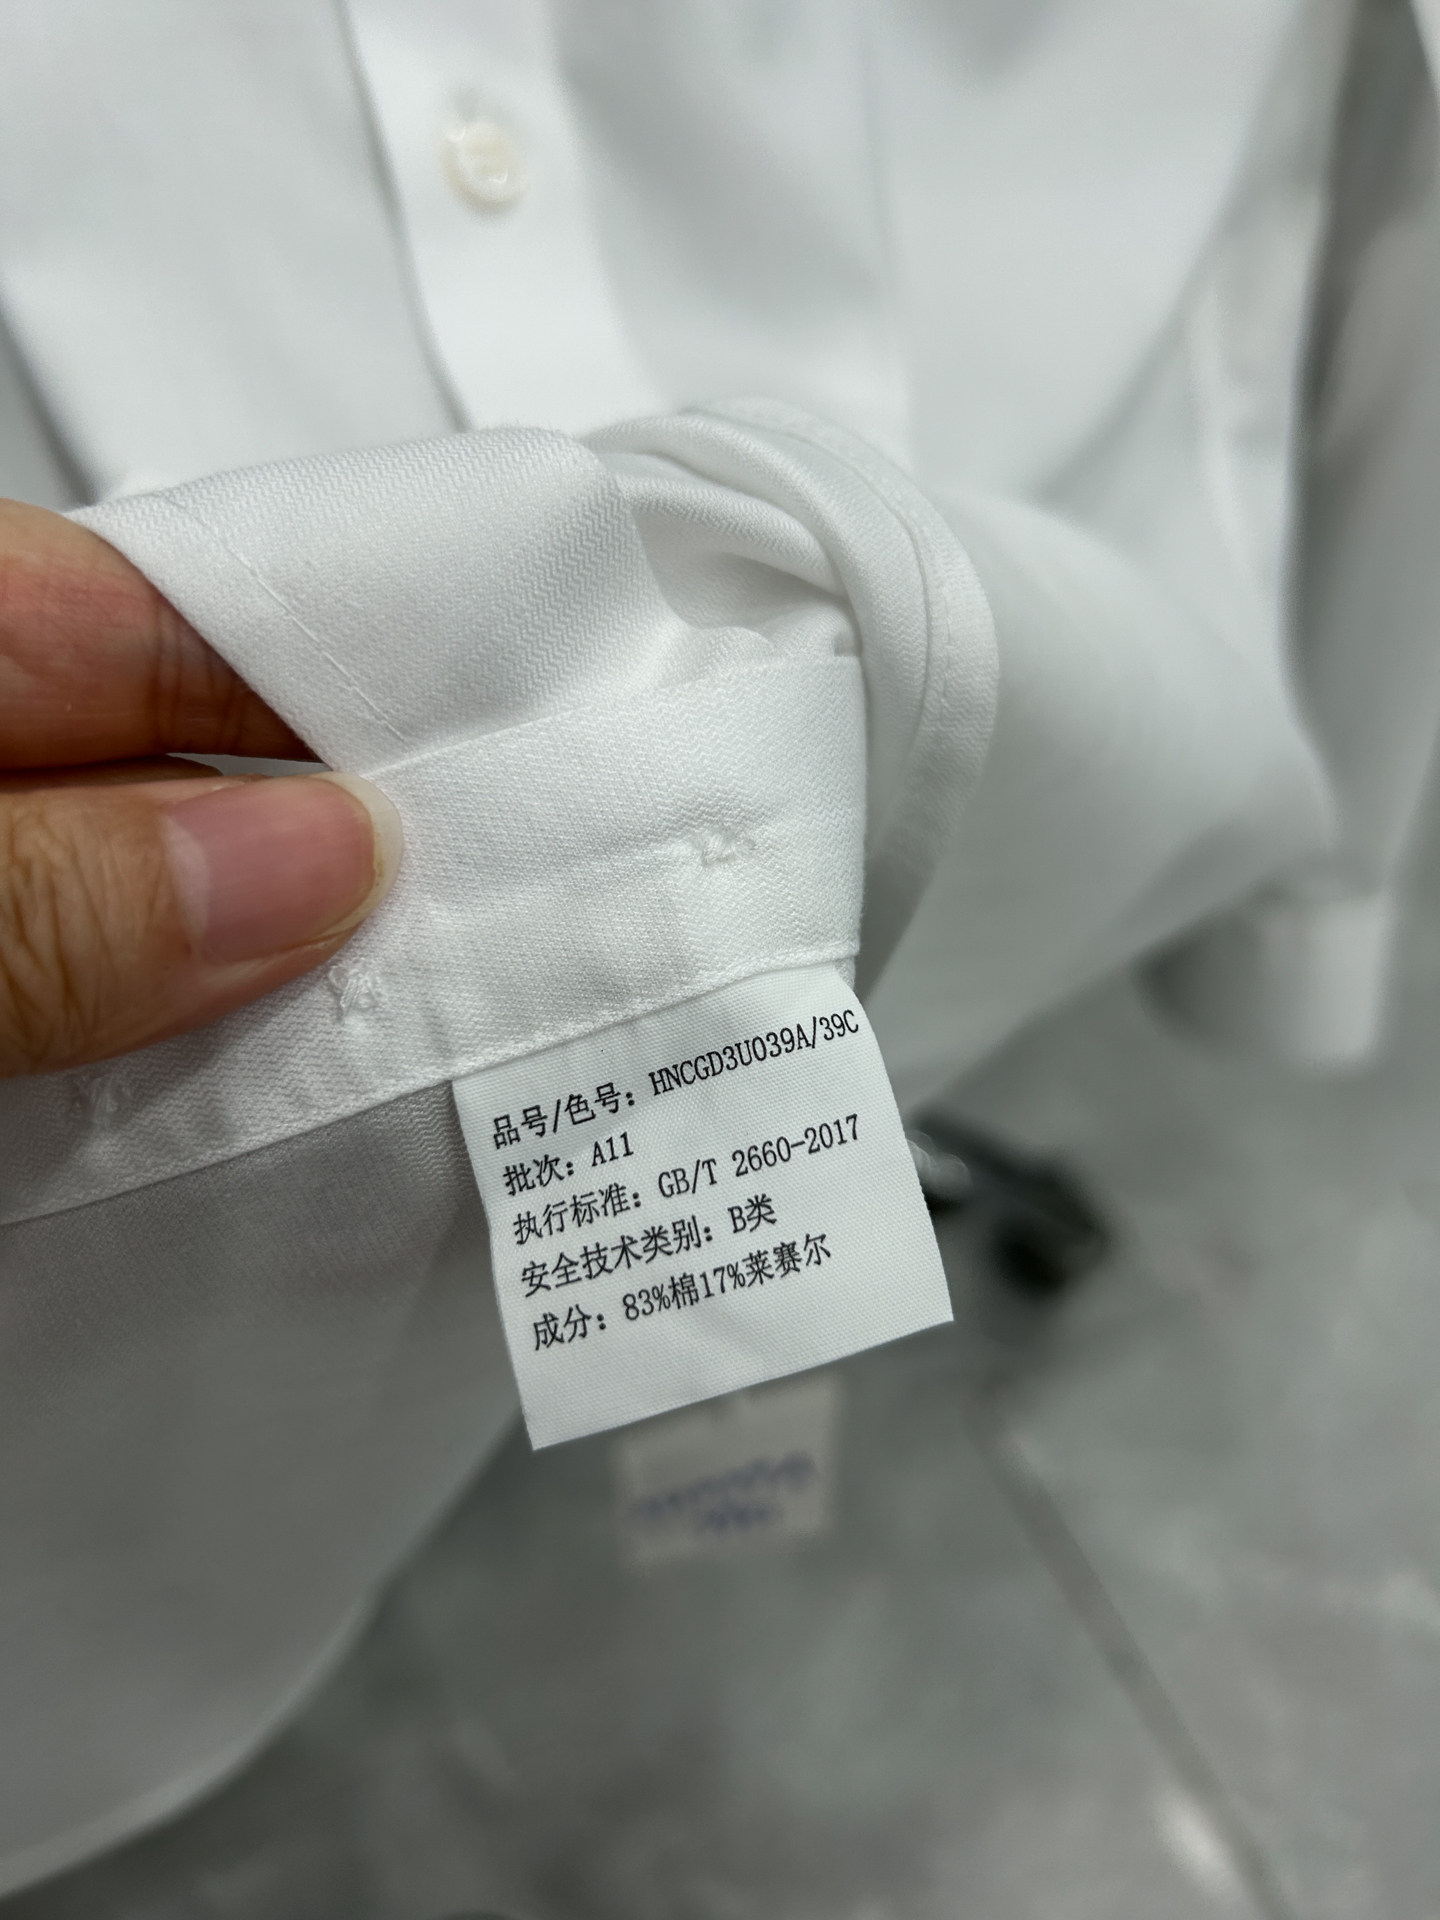 品号/色号: HNCGD3U039A/39C
批次: A11
执行标准: GB/T 2660-2017
安全技术类别: B类
成分: 83%棉17%莱赛尔